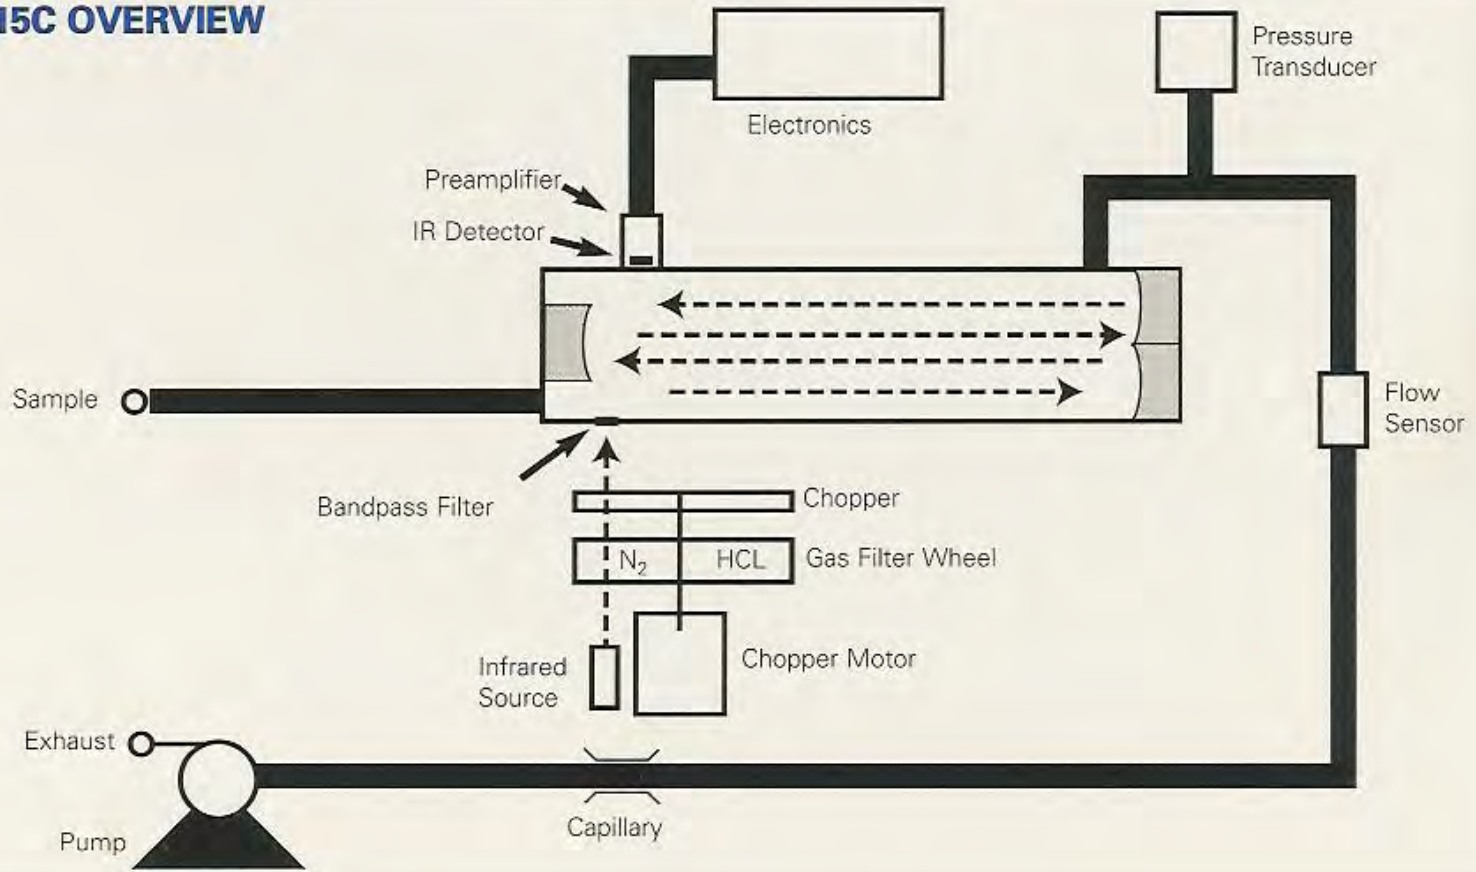 15C OVERVIEW
Pressure
Transducer
Electronics
Preamplifier
IR Detector
Sample
Flow
Sensor
Bandpass Filter
Chopper
N₂ HCL Gas Filter Wheel
Infrared
Source
Chopper Motor
Exhaust
Capillary
Pump